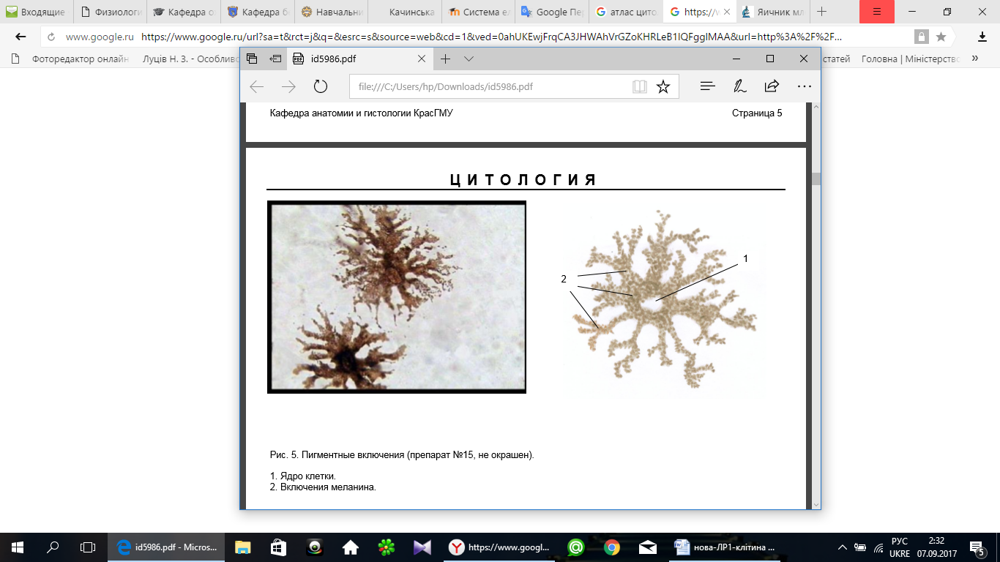 Входящие
Физиологи
Кафедра о
Кафедра б
Навчальни
Качинська
Система ел
Google Пер
атлас цито
https://w
Яичник мл
www.google.ru https://www.google.ru/url?sa=t&rct=j&q=&esrc=s&source=web&cd=1&ved=0ahUKEwjFrqCA3JHWAhVrGZoKHRLeB1IQFggIMAA&url=http%3A%2F%2F...
Фоторедактор онлайн
Луців Н. З. - Особливо
статей
Головна | Міністерство
»
id5986.pdf
file:///C:/Users/hp/Downloads/id5986.pdf
Кафедра анатомии и гистологии КрасГМУ Страница 5
ЦИТОЛОГИЯ
1
2
Рис. 5. Пигментные включения (препарат №15, не окрашен).
1. Ядро клетки.
2. Включения меланина.
id5986.pdf - Micros...
https://www.googl...
нова-ЛР1-клітина ...
РУС
UKRE
2:32
07.09.2017
5